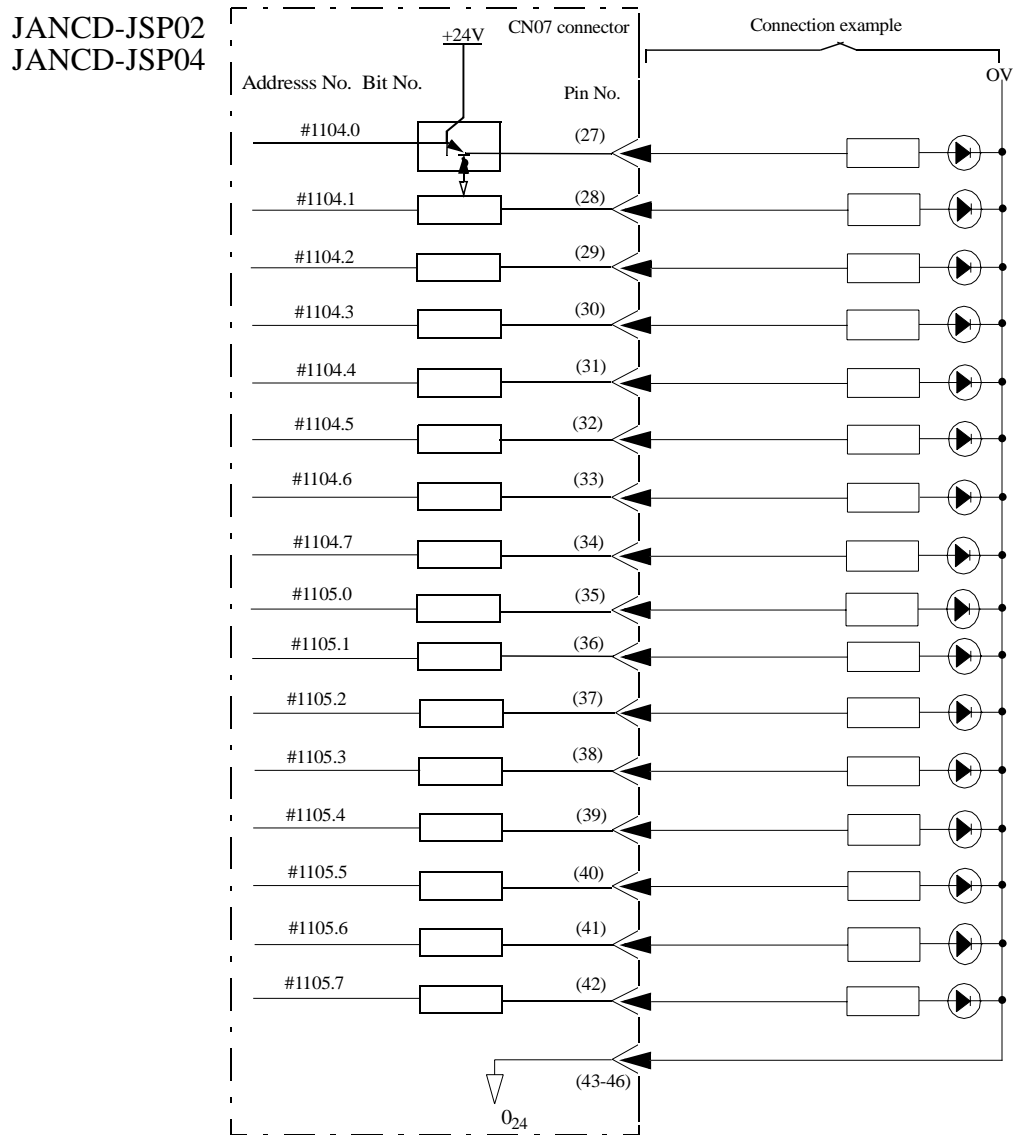 JANCD-JSP02
JANCD-JSP04
CN07 connector
Connection example
+24V
OV
Addresss No. Bit No.
Pin No.
#1104.0 (27)
#1104.1 (28)
#1104.2 (29)
#1104.3 (30)
#1104.4 (31)
#1104.5 (32)
#1104.6 (33)
#1104.7 (34)
#1105.0 (35)
#1105.1 (36)
#1105.2 (37)
#1105.3 (38)
#1105.4 (39)
#1105.5 (40)
#1105.6 (41)
#1105.7 (42)
(43-46)
0₂₄